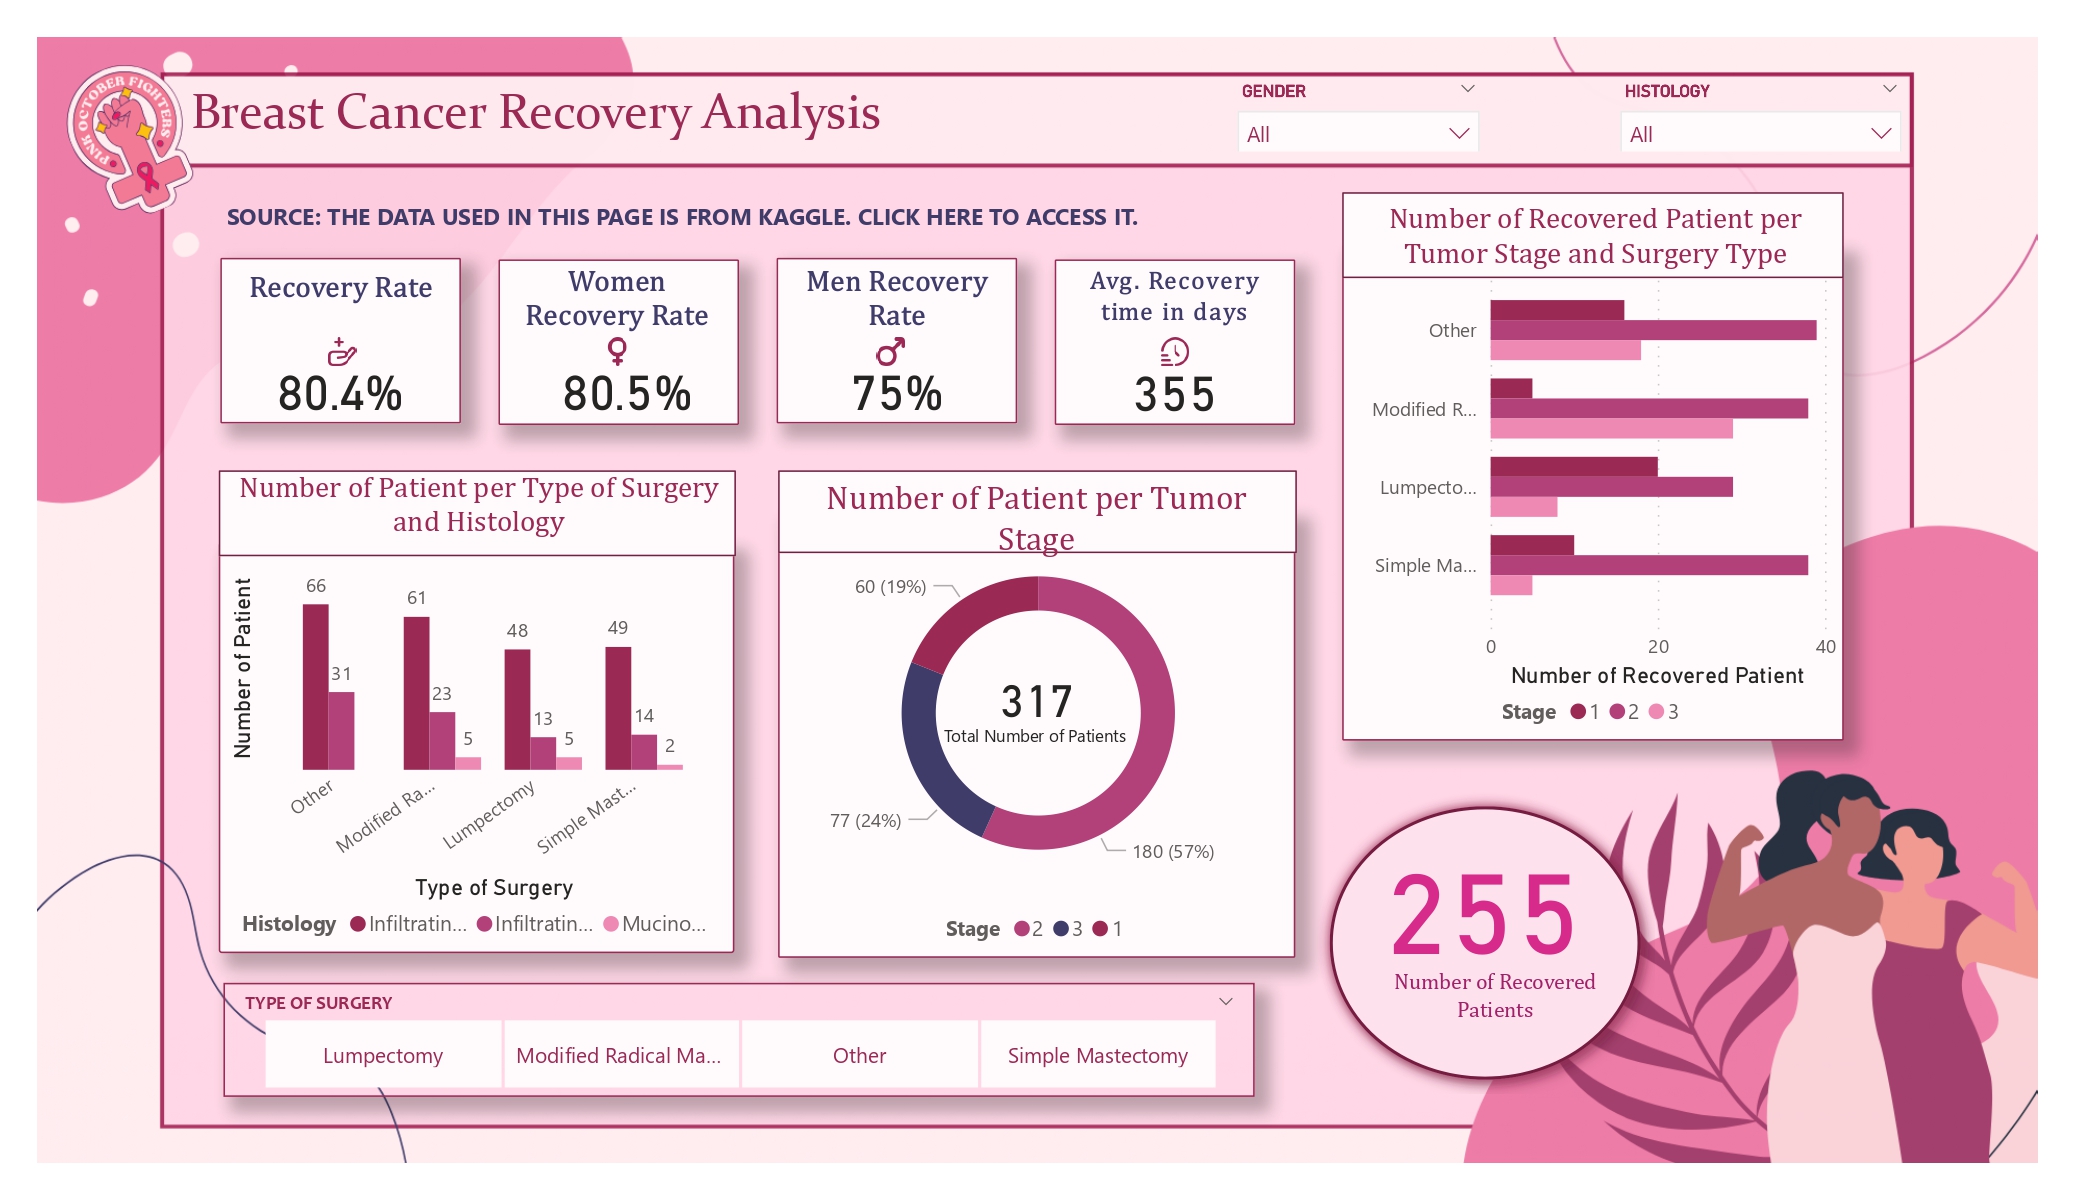 PINK OCTOBER FIGHTERS
Breast Cancer Recovery Analysis
GENDER
All
HISTOLOGY
All
SOURCE: THE DATA USED IN THIS PAGE IS FROM KAGGLE. CLICK HERE TO ACCESS IT.
Recovery Rate
80.4%
Women
Recovery Rate
80.5%
Men Recovery
Rate
75%
Avg. Recovery
time in days
355
Number of Recovered Patient per
Tumor Stage and Surgery Type
Other
Modified R...
Lumpecto...
Simple Ma...
0 20 40
Number of Recovered Patient
Stage 1 2 3
Number of Patient per Type of Surgery
and Histology
Number of Patient
66
31
61
23
5
48
13
5
49
14
2
Other
Modified Ra...
Lumpectomy
Simple Mast...
Type of Surgery
Histology Infiltratin... Infiltratin... Mucino...
Number of Patient per Tumor
Stage
60 (19%)
317
Total Number of Patients
77 (24%)
180 (57%)
Stage 2 3 1
255
Number of Recovered
Patients
TYPE OF SURGERY
Lumpectomy
Modified Radical Ma...
Other
Simple Mastectomy